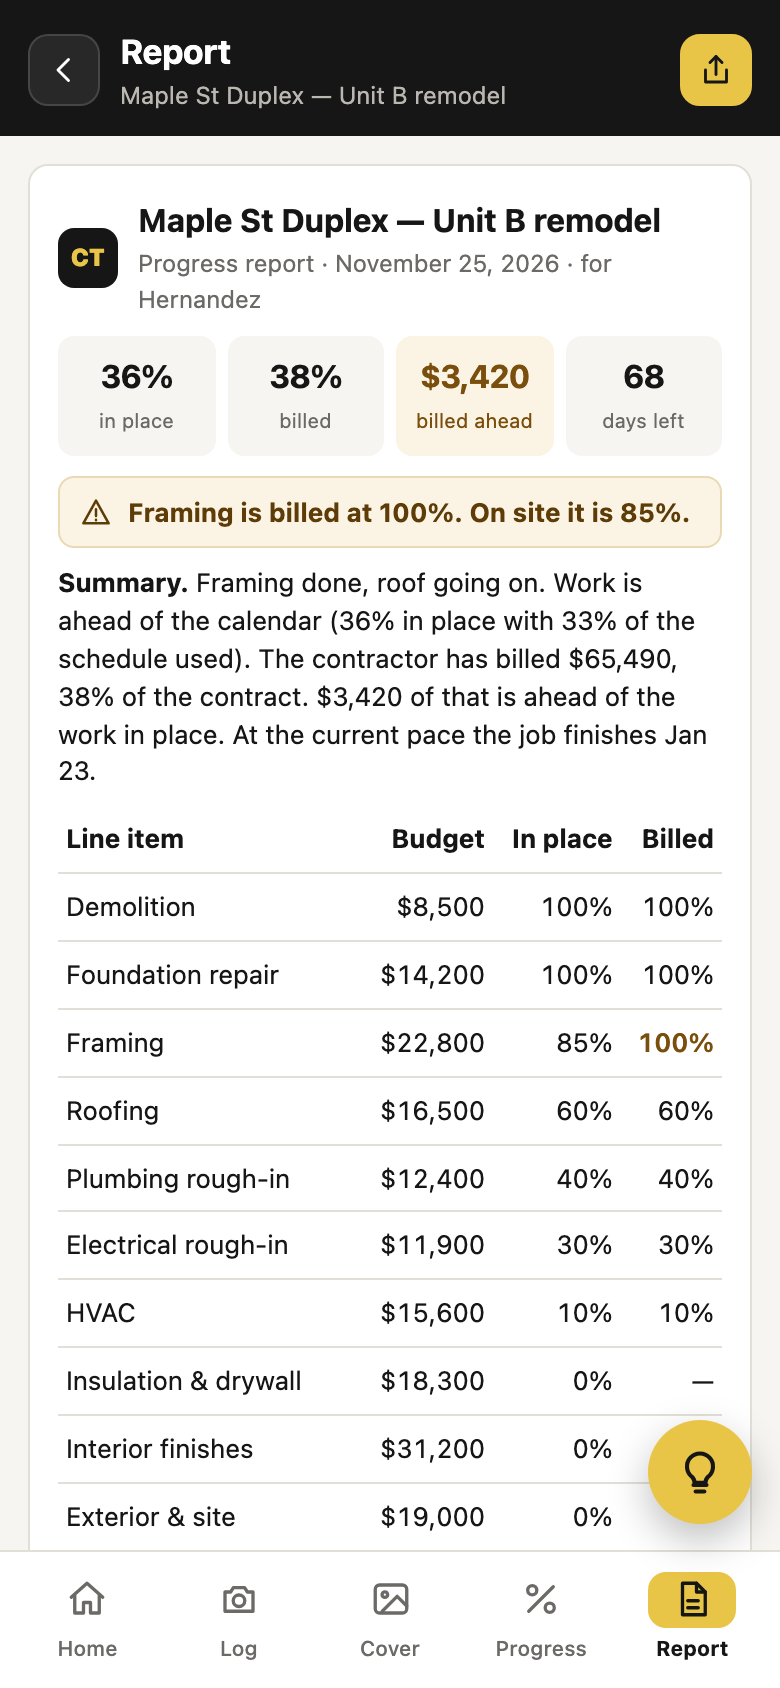 Report
Maple St Duplex — Unit B remodel
CT
Maple St Duplex — Unit B remodel
Progress report · November 25, 2026 · for
Hernandez
36%
in place
38%
billed
$3,420
billed ahead
68
days left
Framing is billed at 100%. On site it is 85%.
Summary. Framing done, roof going on. Work is
ahead of the calendar (36% in place with 33% of the
schedule used). The contractor has billed $65,490,
38% of the contract. $3,420 of that is ahead of the
work in place. At the current pace the job finishes Jan
23.
Line item Budget In place Billed
Demolition $8,500 100% 100%
Foundation repair $14,200 100% 100%
Framing $22,800 85% 100%
Roofing $16,500 60% 60%
Plumbing rough-in $12,400 40% 40%
Electrical rough-in $11,900 30% 30%
HVAC $15,600 10% 10%
Insulation & drywall $18,300 0% —
Interior finishes $31,200 0%
Exterior & site $19,000 0%
Home Log Cover Progress Report